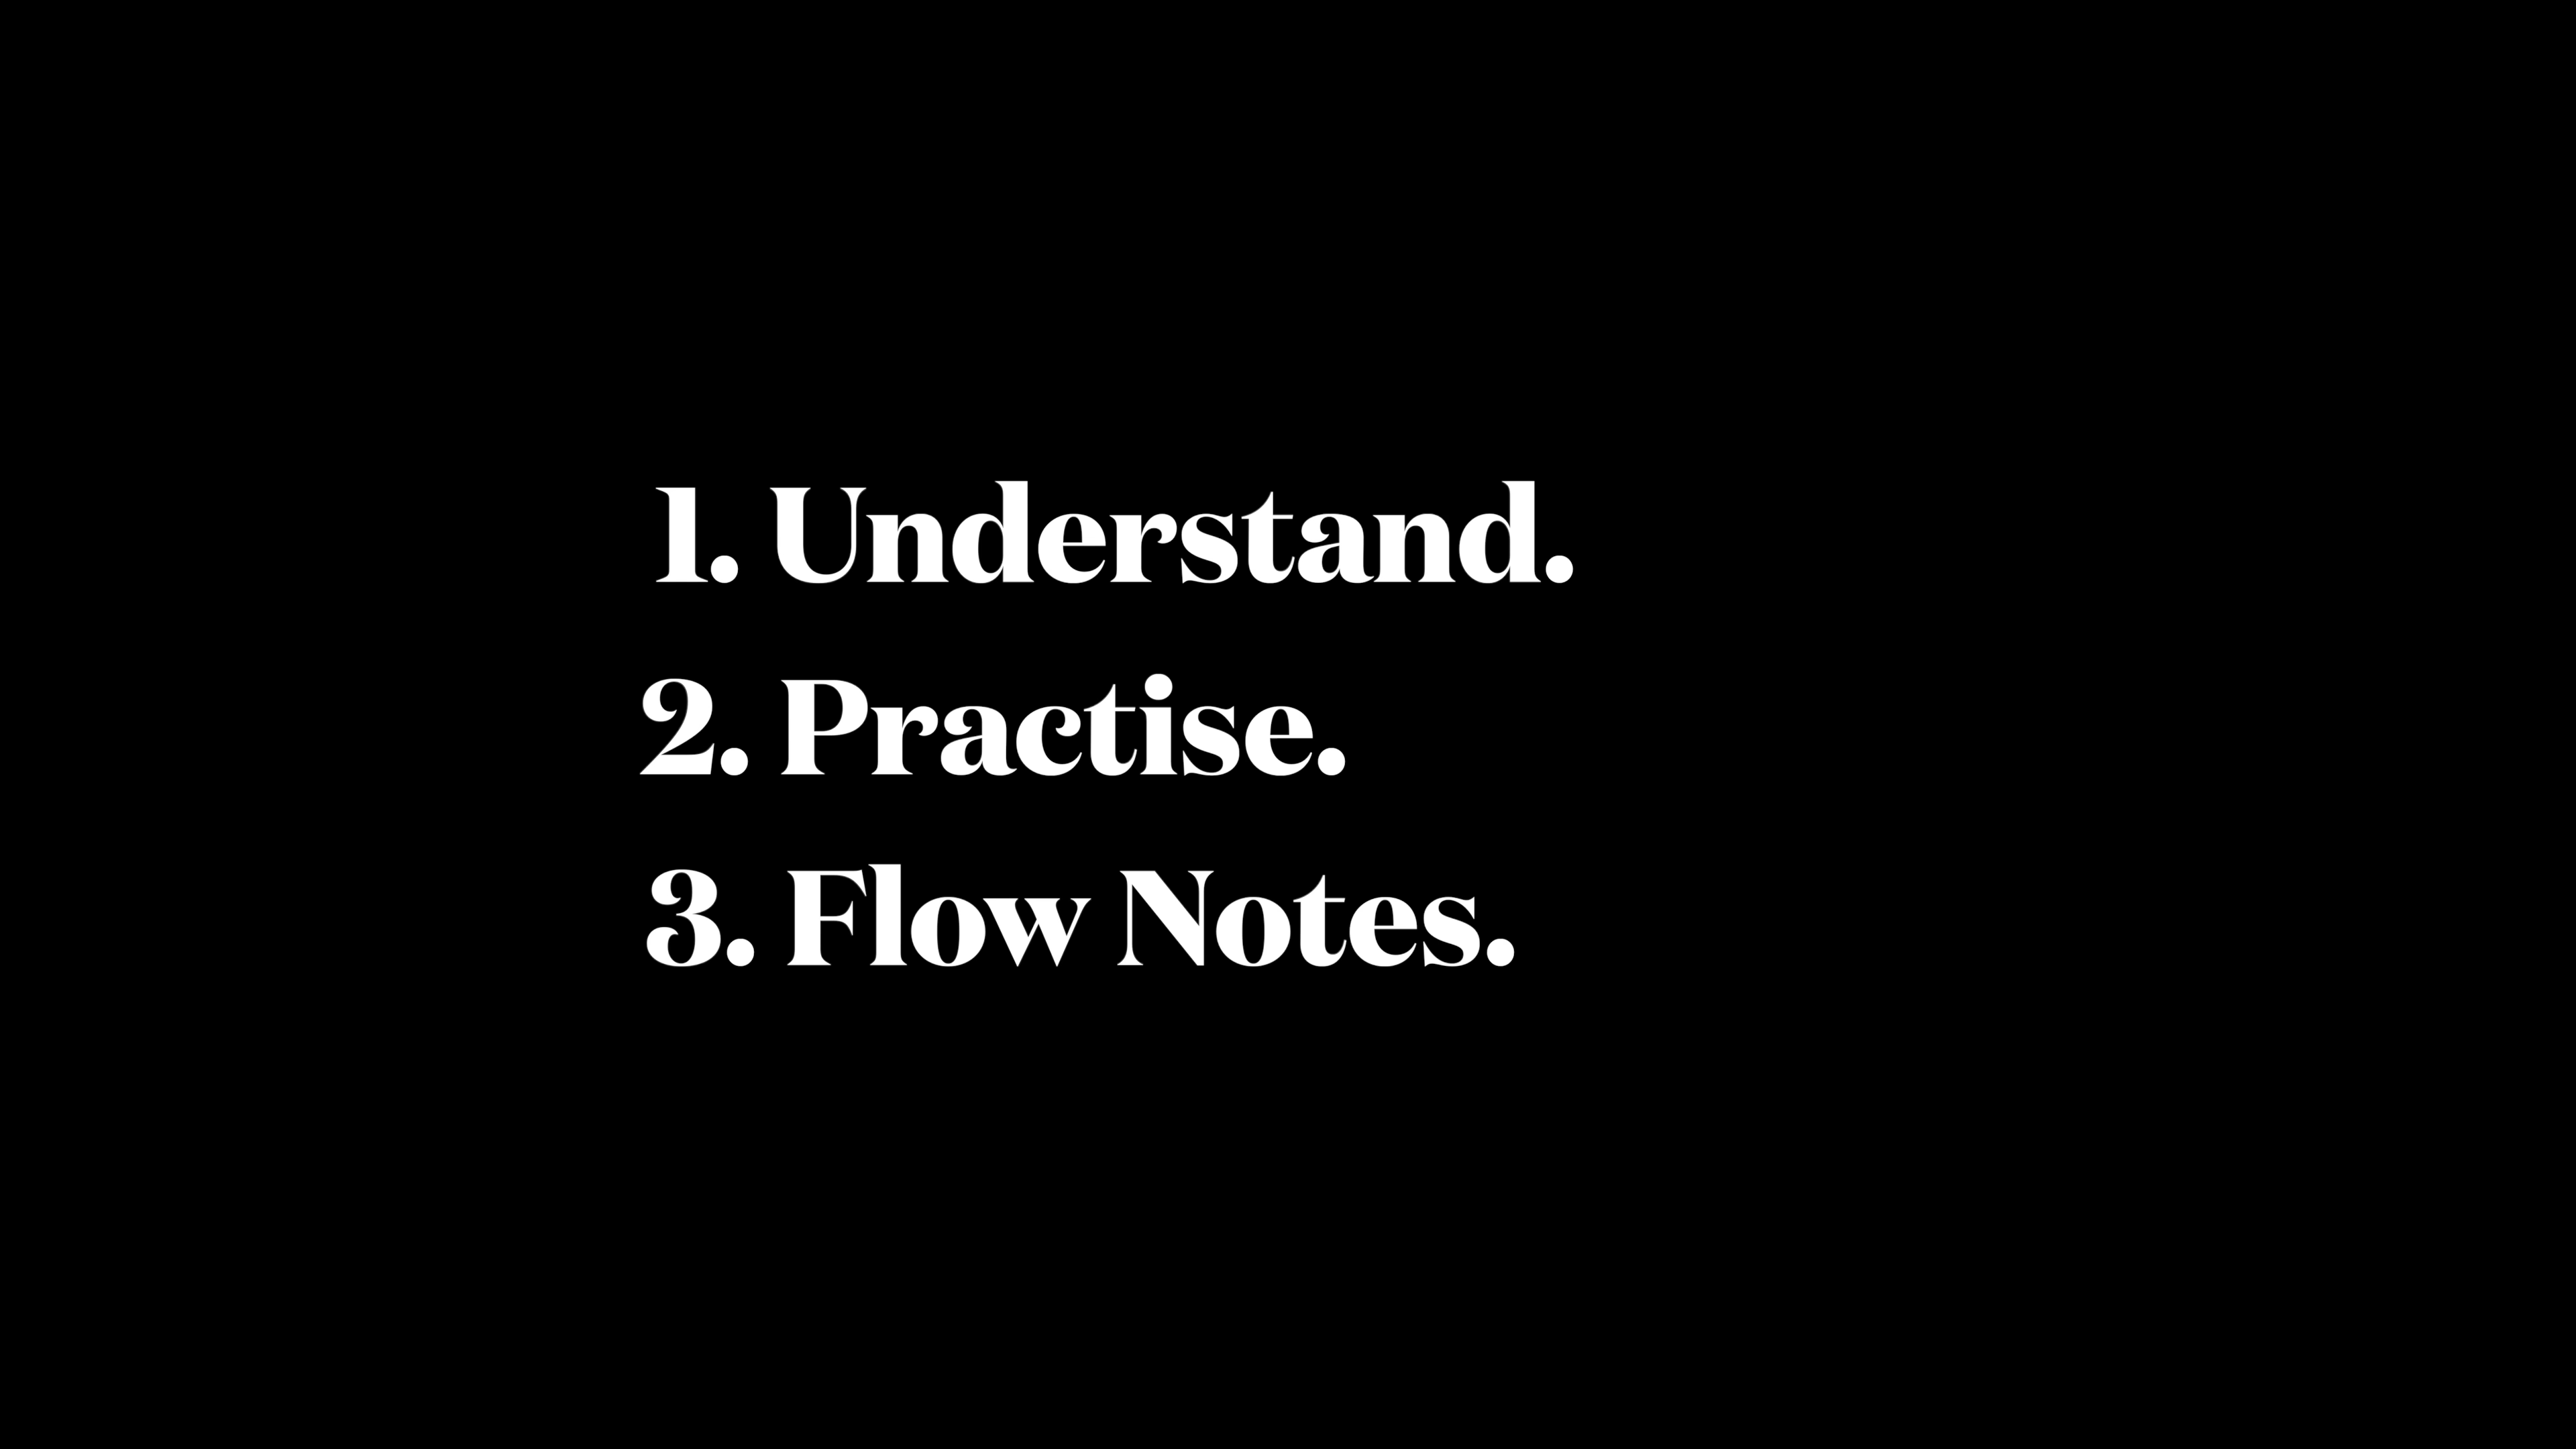 1. Understand.
2. Practise.
3. Flow Notes.